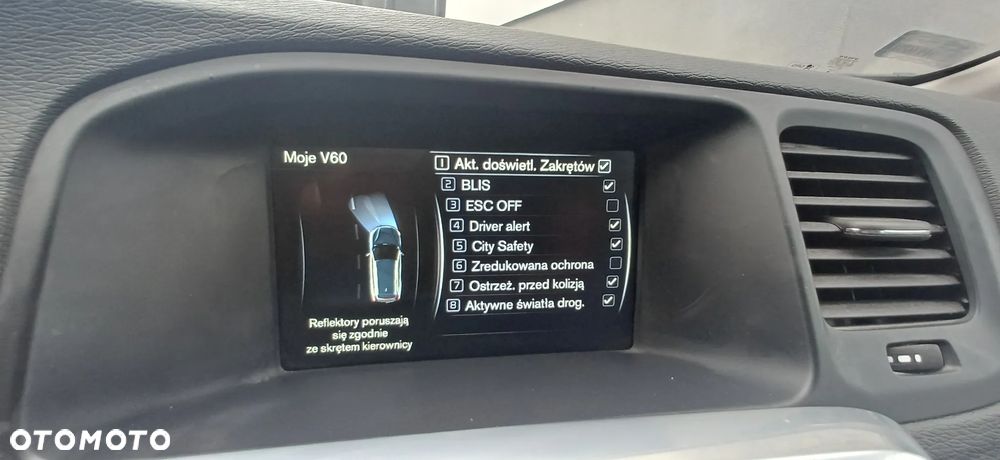 Moje V60
1 Akt. doświetl. Zakrętów
2 BLIS
3 ESC OFF
4 Driver alert
5 City Safety
6 Zredukowana ochrona
7 Ostrzeż. przed kolizją
8 Aktywne światła drog.
Reflektory poruszają
się zgodnie
ze skrętem kierownicy
OTOMOTO